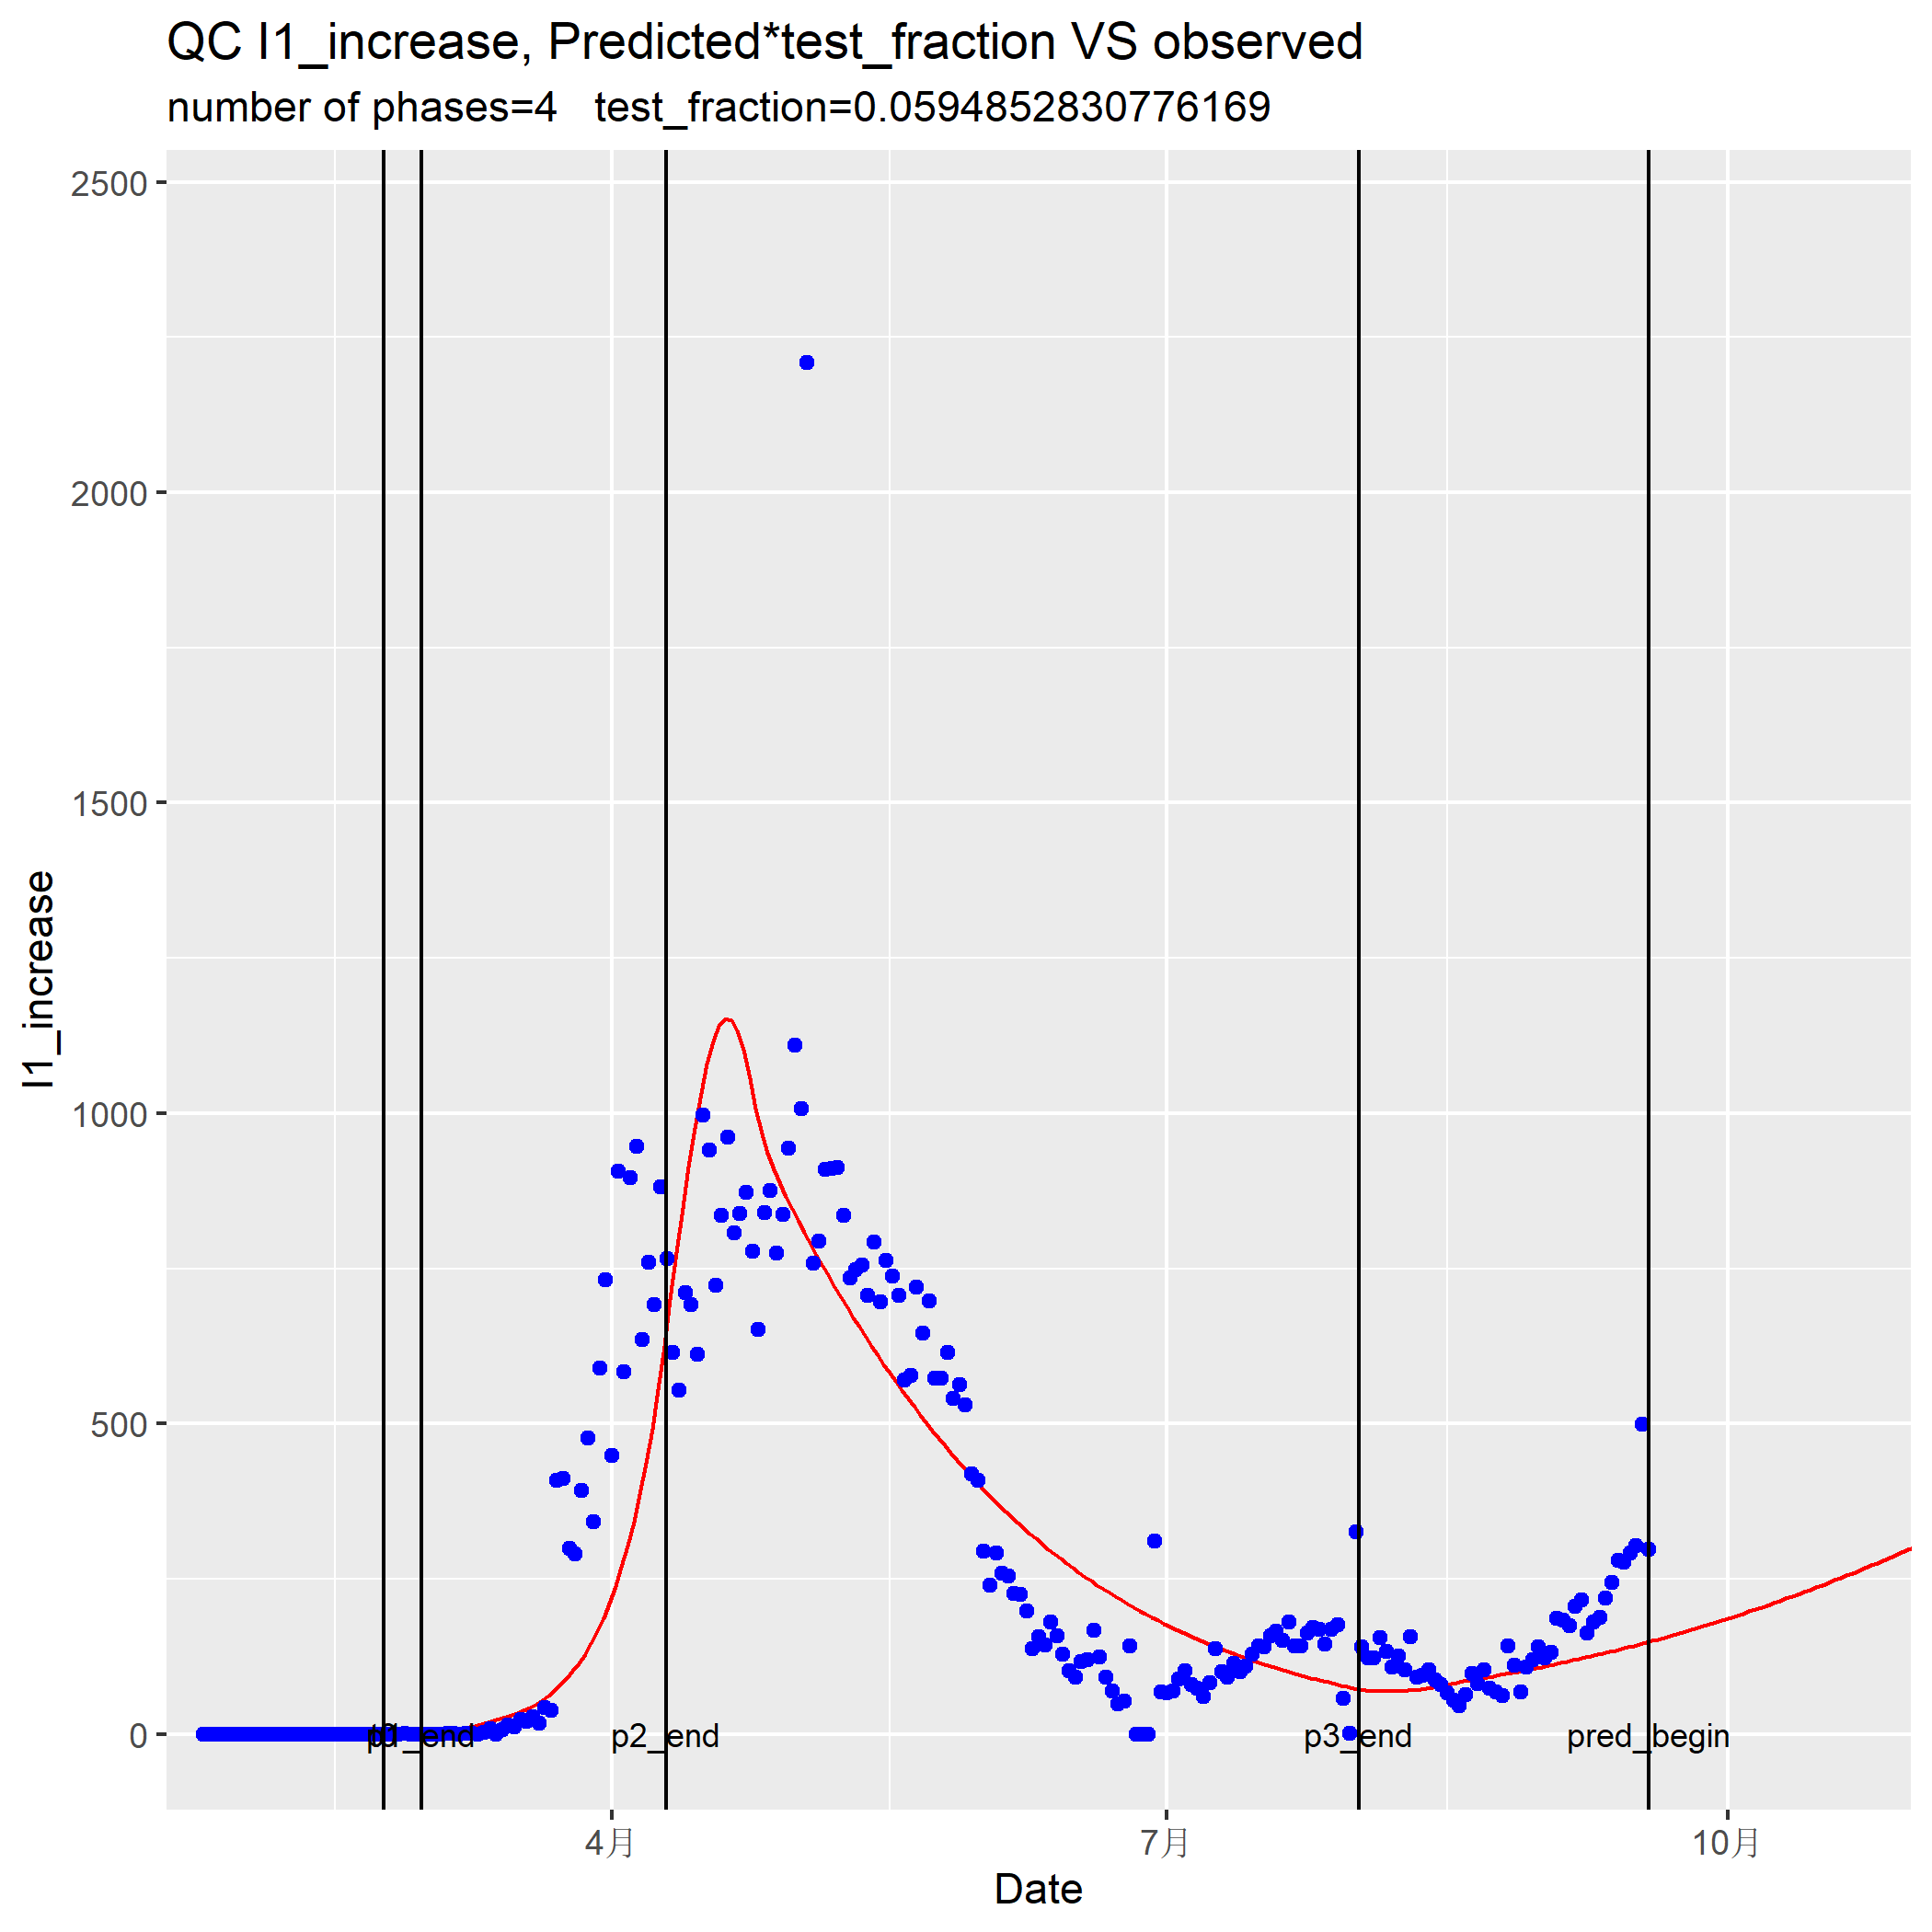 QC I1_increase, Predicted*test_fraction VS observed
number of phases=4 test_fraction=0.0594852830776169
2500
2000
1500
1000
500
0
I1_increase
p1_end
p2_end
p3_end
pred_begin
4月
7月
10月
Date